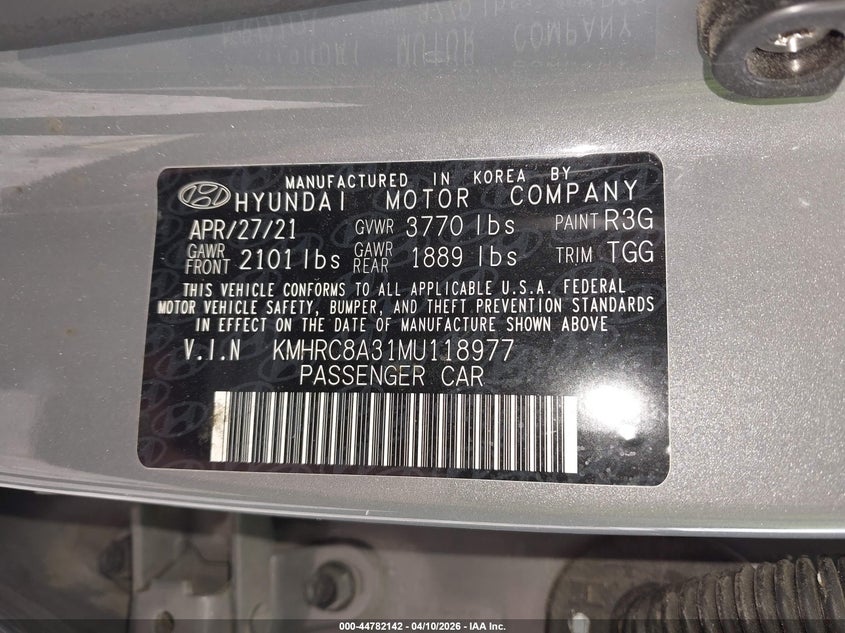 MANUFACTURED IN KOREA BY
HYUNDAI MOTOR COMPANY
APR/27/21 GVWR 3770 lbs PAINT R3G
GAWR FRONT 2101 lbs GAWR REAR 1889 lbs TRIM TGG
THIS VEHICLE CONFORMS TO ALL APPLICABLE U.S.A. FEDERAL
MOTOR VEHICLE SAFETY, BUMPER, AND THEFT PREVENTION STANDARDS
IN EFFECT ON THE DATE OF MANUFACTURE SHOWN ABOVE
V.I.N KMHRC8A31MU118977
PASSENGER CAR
000-44782142 - 04/10/2026 - IAA Inc.